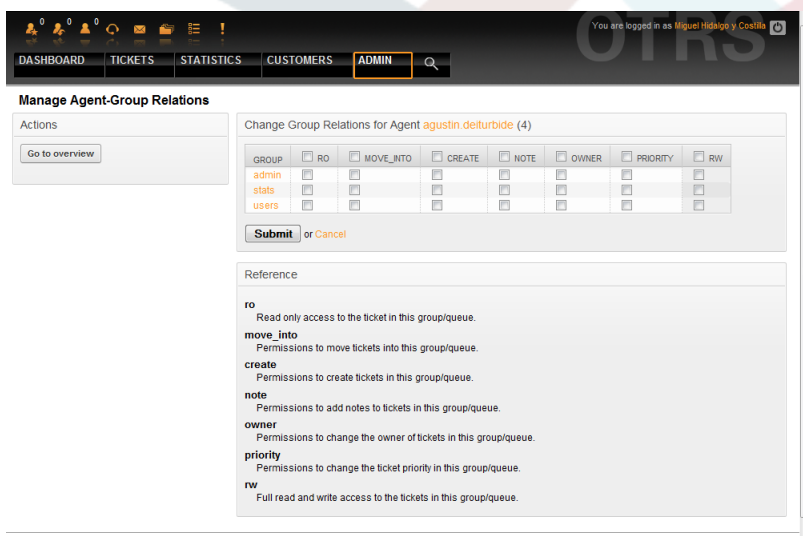 0 0 0
OTRS
You are logged in as Miguel Hidalgo y Costilla
DASHBOARD TICKETS STATISTICS CUSTOMERS ADMIN
Manage Agent-Group Relations
Actions
Go to overview
Change Group Relations for Agent agustin.deiturbide (4)
GROUP RO MOVE_INTO CREATE NOTE OWNER PRIORITY RW
admin
stats
users
Submit or Cancel
Reference
ro
Read only access to the ticket in this group/queue.
move_into
Permissions to move tickets into this group/queue.
create
Permissions to create tickets in this group/queue.
note
Permissions to add notes to tickets in this group/queue.
owner
Permissions to change the owner of tickets in this group/queue.
priority
Permissions to change the ticket priority in this group/queue.
rw
Full read and write access to the tickets in this group/queue.